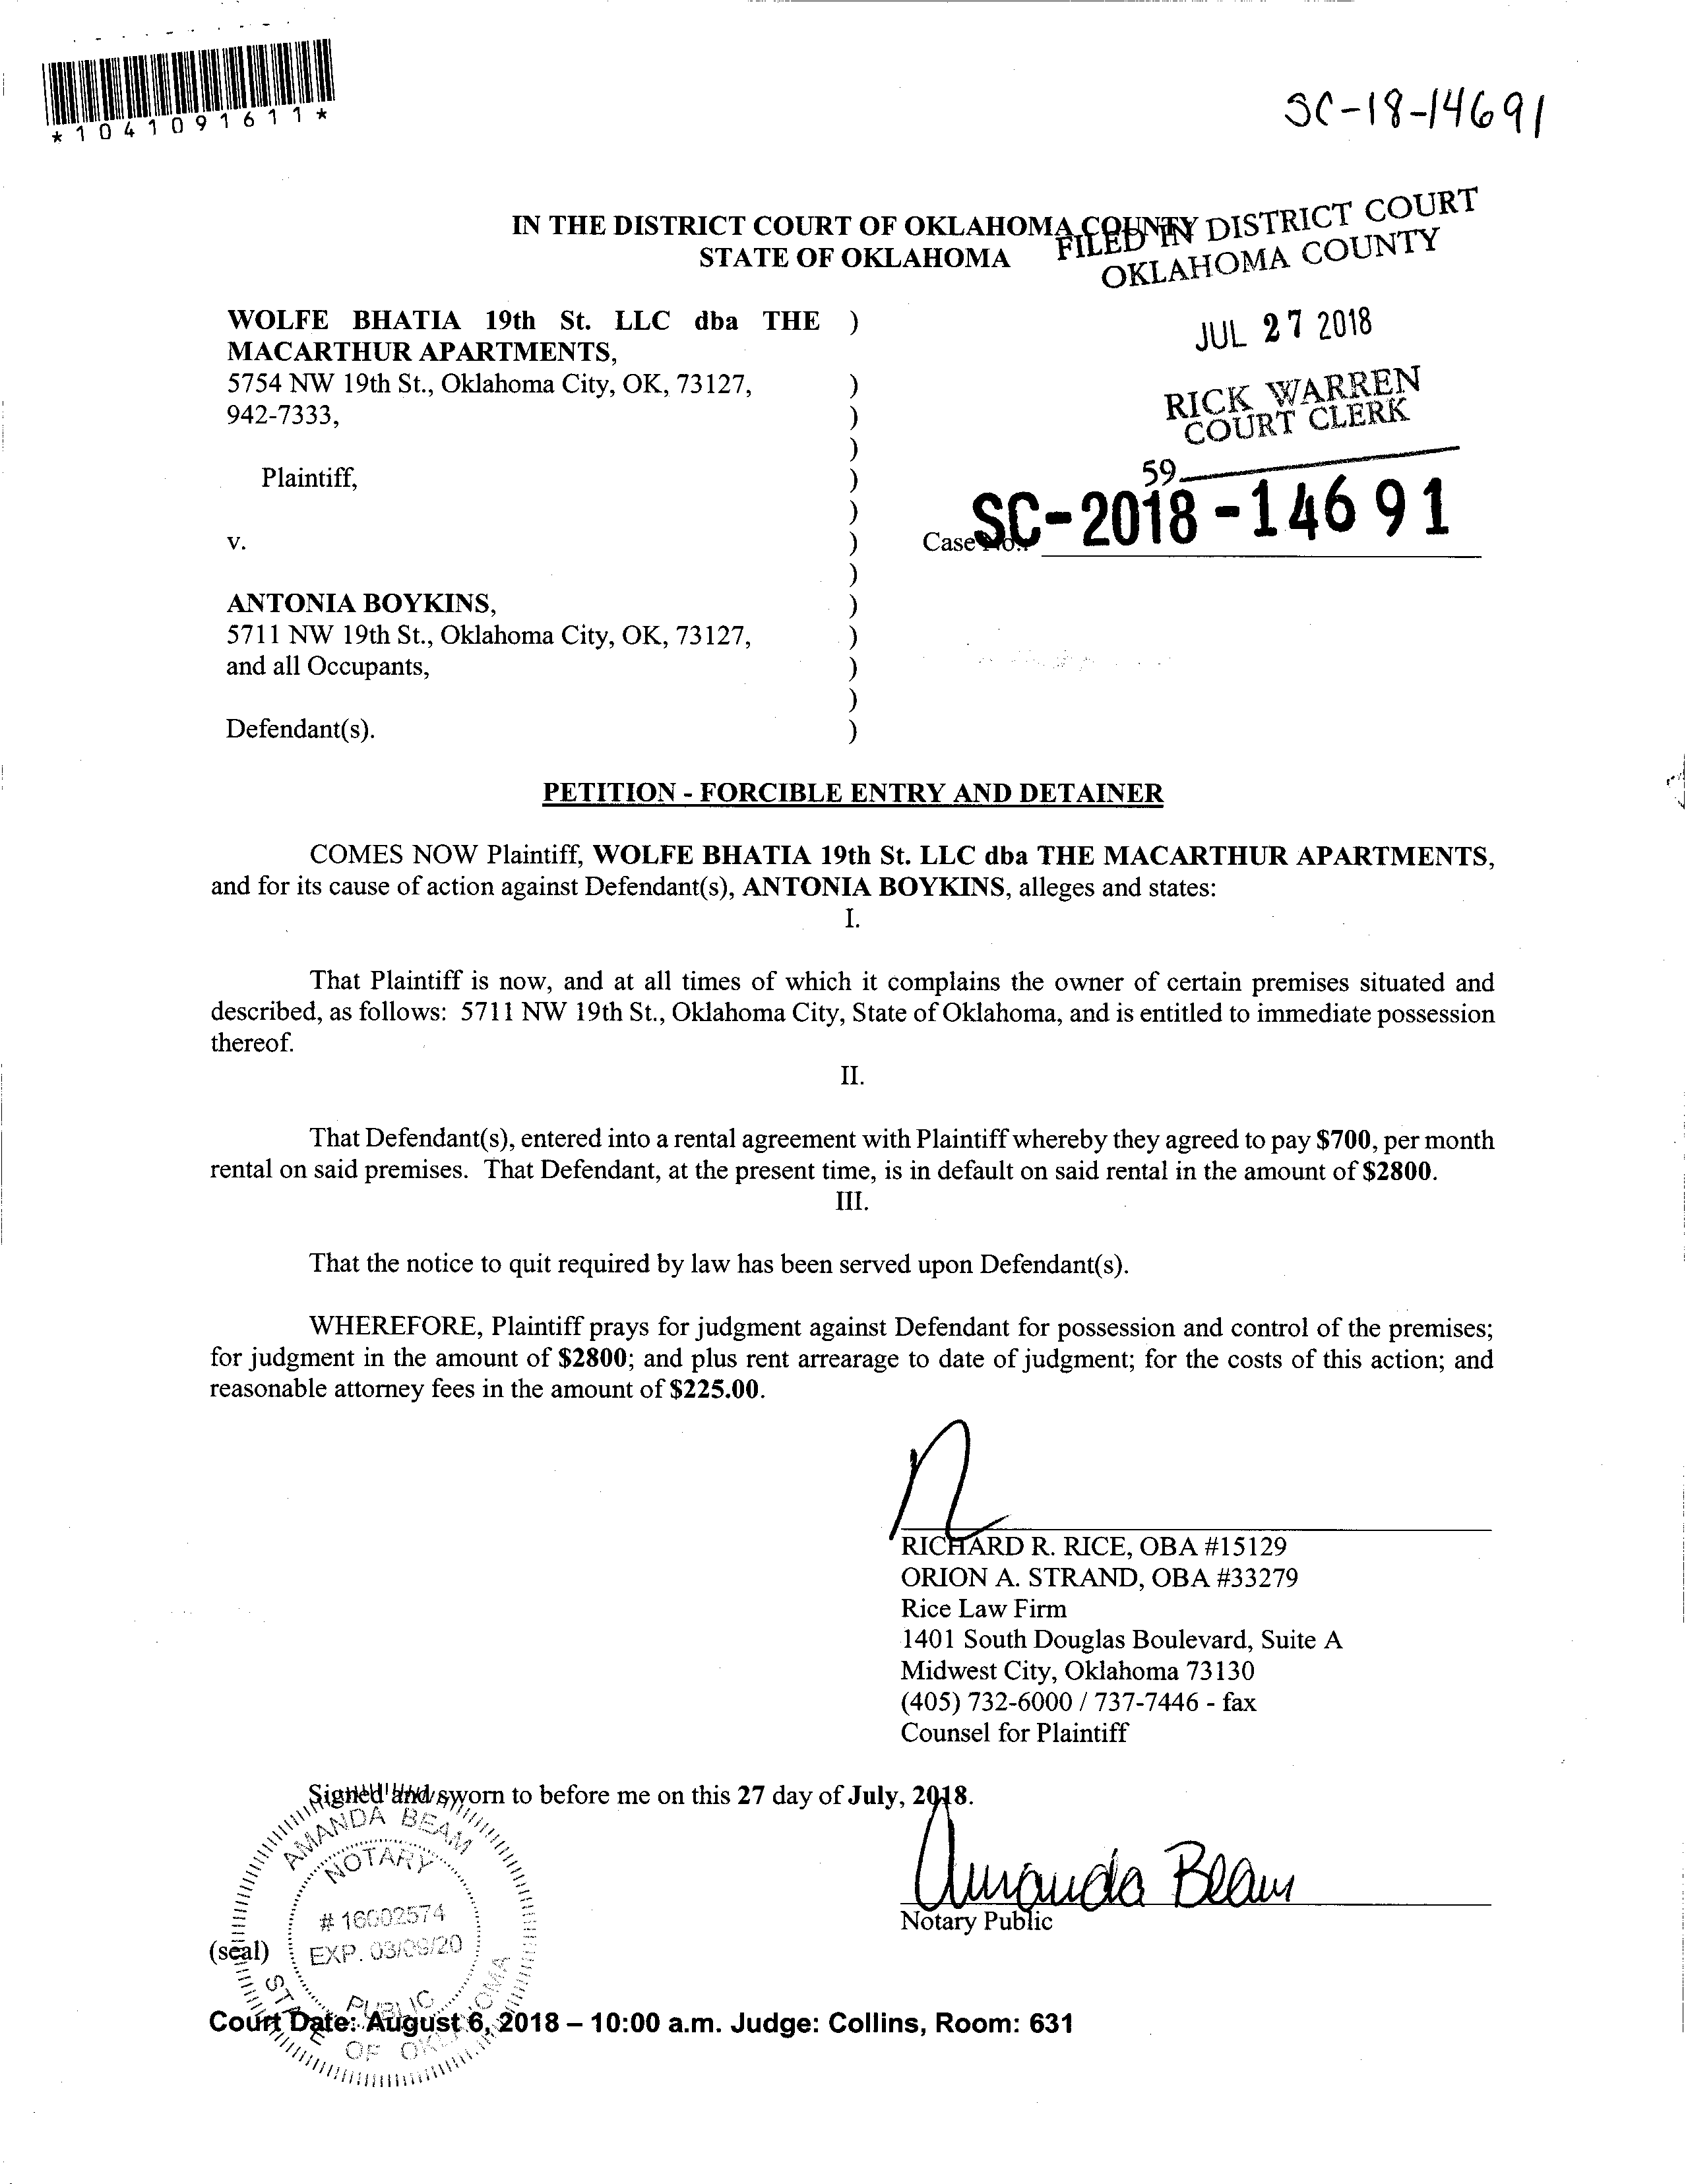 *1041091611*
SC-18-14691
IN THE DISTRICT COURT OF OKLAHOMA COUNTY
STATE OF OKLAHOMA
FILED IN DISTRICT COURT
OKLAHOMA COUNTY
JUL 27 2018
RICK WARREN
COURT CLERK
59
WOLFE BHATIA 19th St. LLC dba THE )
MACARTHUR APARTMENTS,
5754 NW 19th St., Oklahoma City, OK, 73127, )
942-7333, )
)
Plaintiff, )
)
v. ) Case No.: SC-2018-14691
)
ANTONIA BOYKINS, )
5711 NW 19th St., Oklahoma City, OK, 73127, )
and all Occupants, )
)
Defendant(s). )
PETITION - FORCIBLE ENTRY AND DETAINER
COMES NOW Plaintiff, WOLFE BHATIA 19th St. LLC dba THE MACARTHUR APARTMENTS,
and for its cause of action against Defendant(s), ANTONIA BOYKINS, alleges and states:
I.
That Plaintiff is now, and at all times of which it complains the owner of certain premises situated and
described, as follows: 5711 NW 19th St., Oklahoma City, State of Oklahoma, and is entitled to immediate possession
thereof.
II.
That Defendant(s), entered into a rental agreement with Plaintiff whereby they agreed to pay $700, per month
rental on said premises. That Defendant, at the present time, is in default on said rental in the amount of $2800.
III.
That the notice to quit required by law has been served upon Defendant(s).
WHEREFORE, Plaintiff prays for judgment against Defendant for possession and control of the premises;
for judgment in the amount of $2800; and plus rent arrearage to date of judgment; for the costs of this action; and
reasonable attorney fees in the amount of $225.00.
RICHARD R. RICE, OBA #15129
ORION A. STRAND, OBA #33279
Rice Law Firm
1401 South Douglas Boulevard, Suite A
Midwest City, Oklahoma 73130
(405) 732-6000 / 737-7446 - fax
Counsel for Plaintiff
Signed and sworn to before me on this 27 day of July, 2018.
Amanda Beam
Notary Public
AMANDA BEAM
NOTARY
# 16002574
EXP. 03/09/20
PUBLIC
STATE OF OKLAHOMA
(seal)
Court Date: August 6, 2018 – 10:00 a.m. Judge: Collins, Room: 631